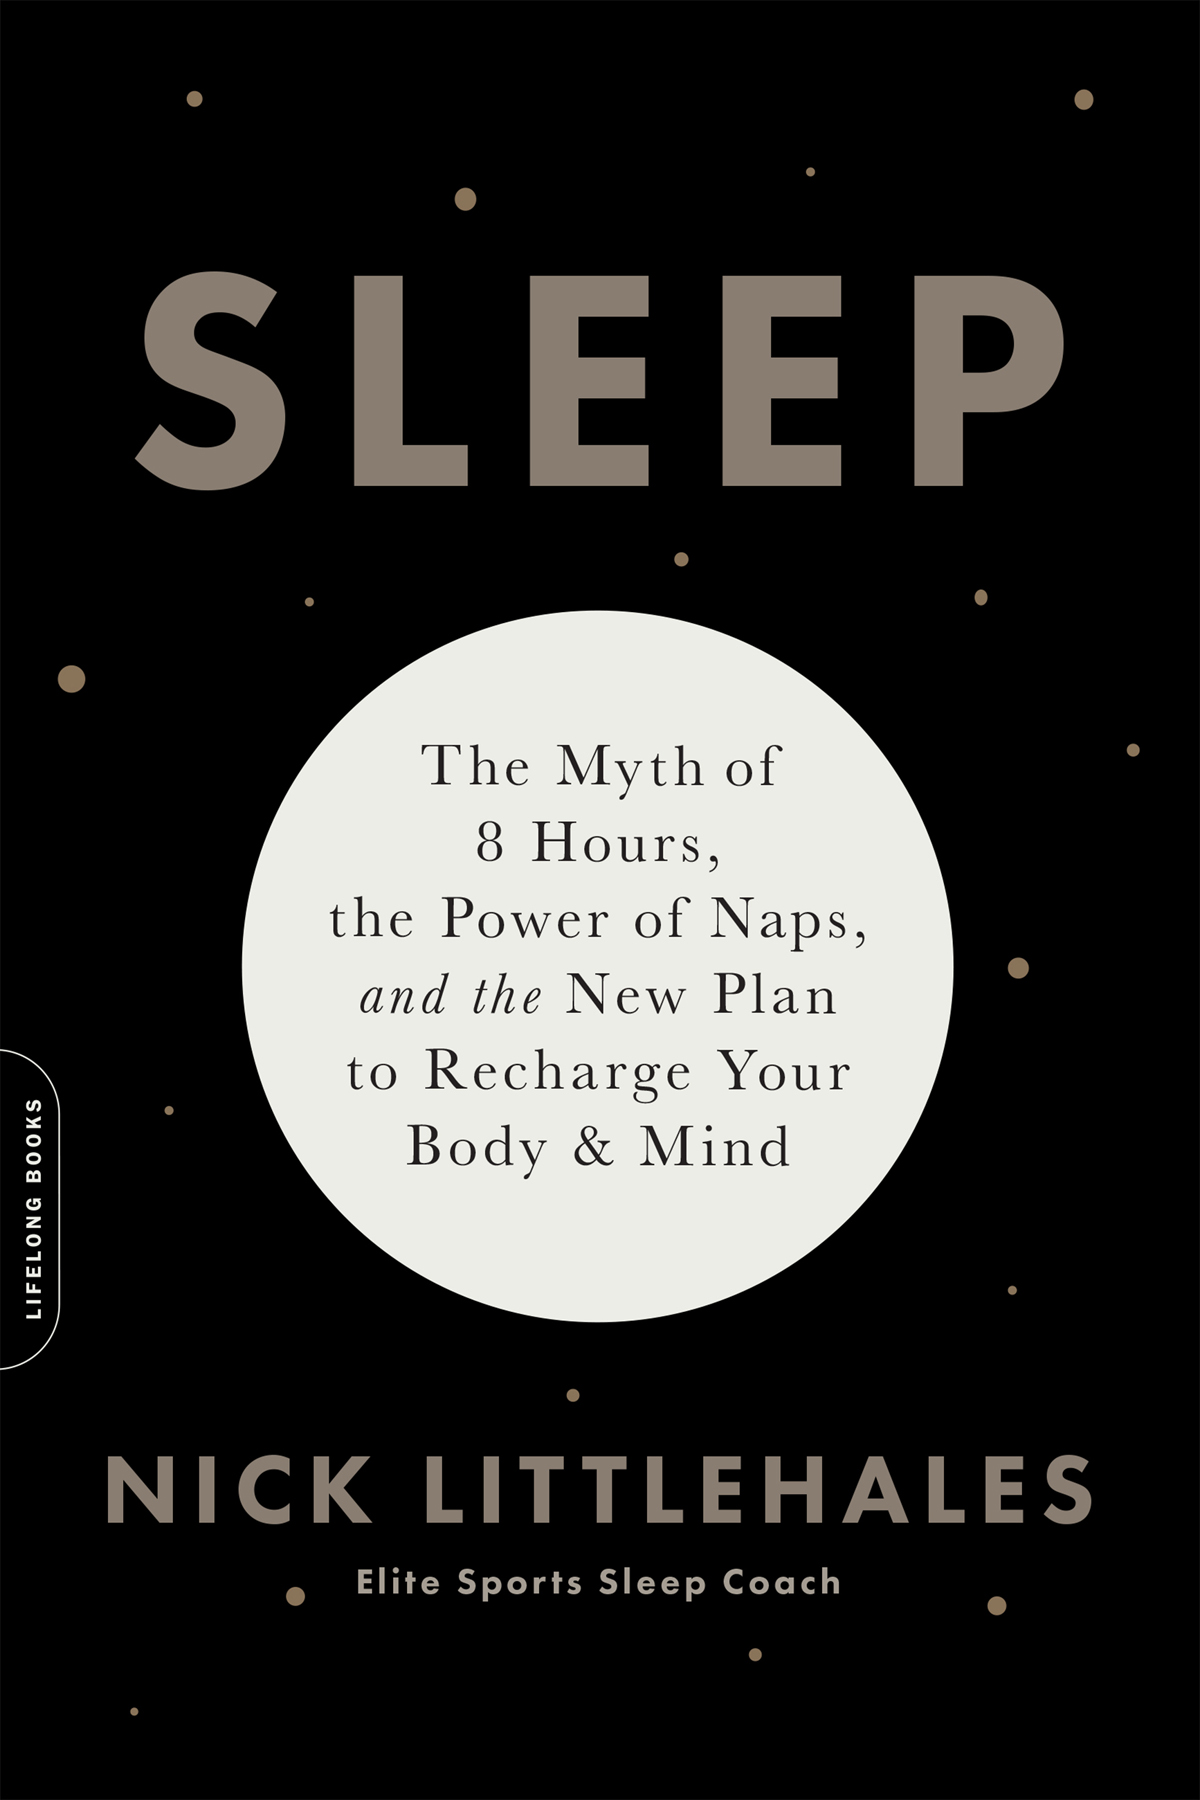 SLEEP
The Myth of
8 Hours,
the Power of Naps,
and the New Plan
to Recharge Your
Body & Mind
LIFELONG BOOKS
NICK LITTLEHALES
Elite Sports Sleep Coach